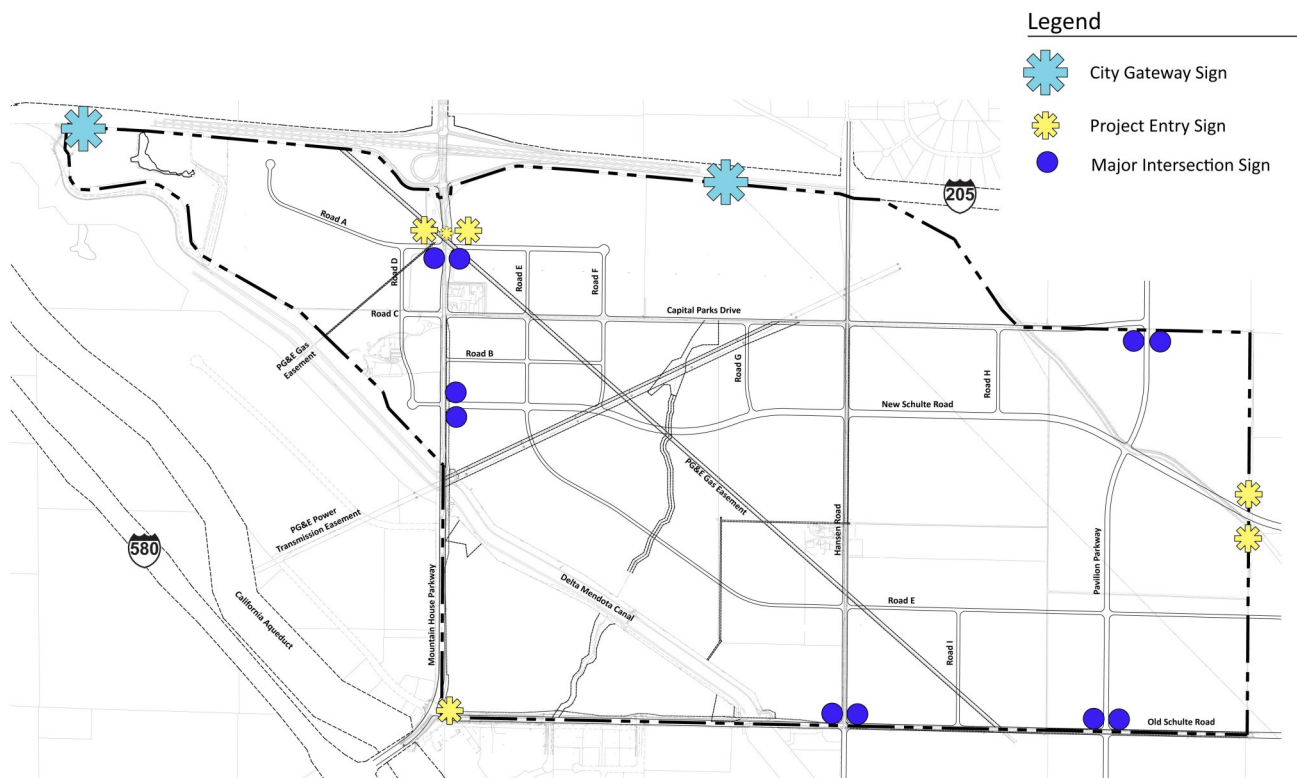 Legend
City Gateway Sign
Project Entry Sign
Major Intersection Sign
205
Road A
Road D
Road E
Road F
Road C
Capital Parks Drive
PG&E Gas
Easement
Road B
Road G
Road H
New Schulte Road
PG&E Gas Easement
PG&E Power
Transmission Easement
580
California Aqueduct
Mountain House Parkway
Delta Mendota Canal
Hansen Road
Pavilion Parkway
Road E
Road I
Old Schulte Road